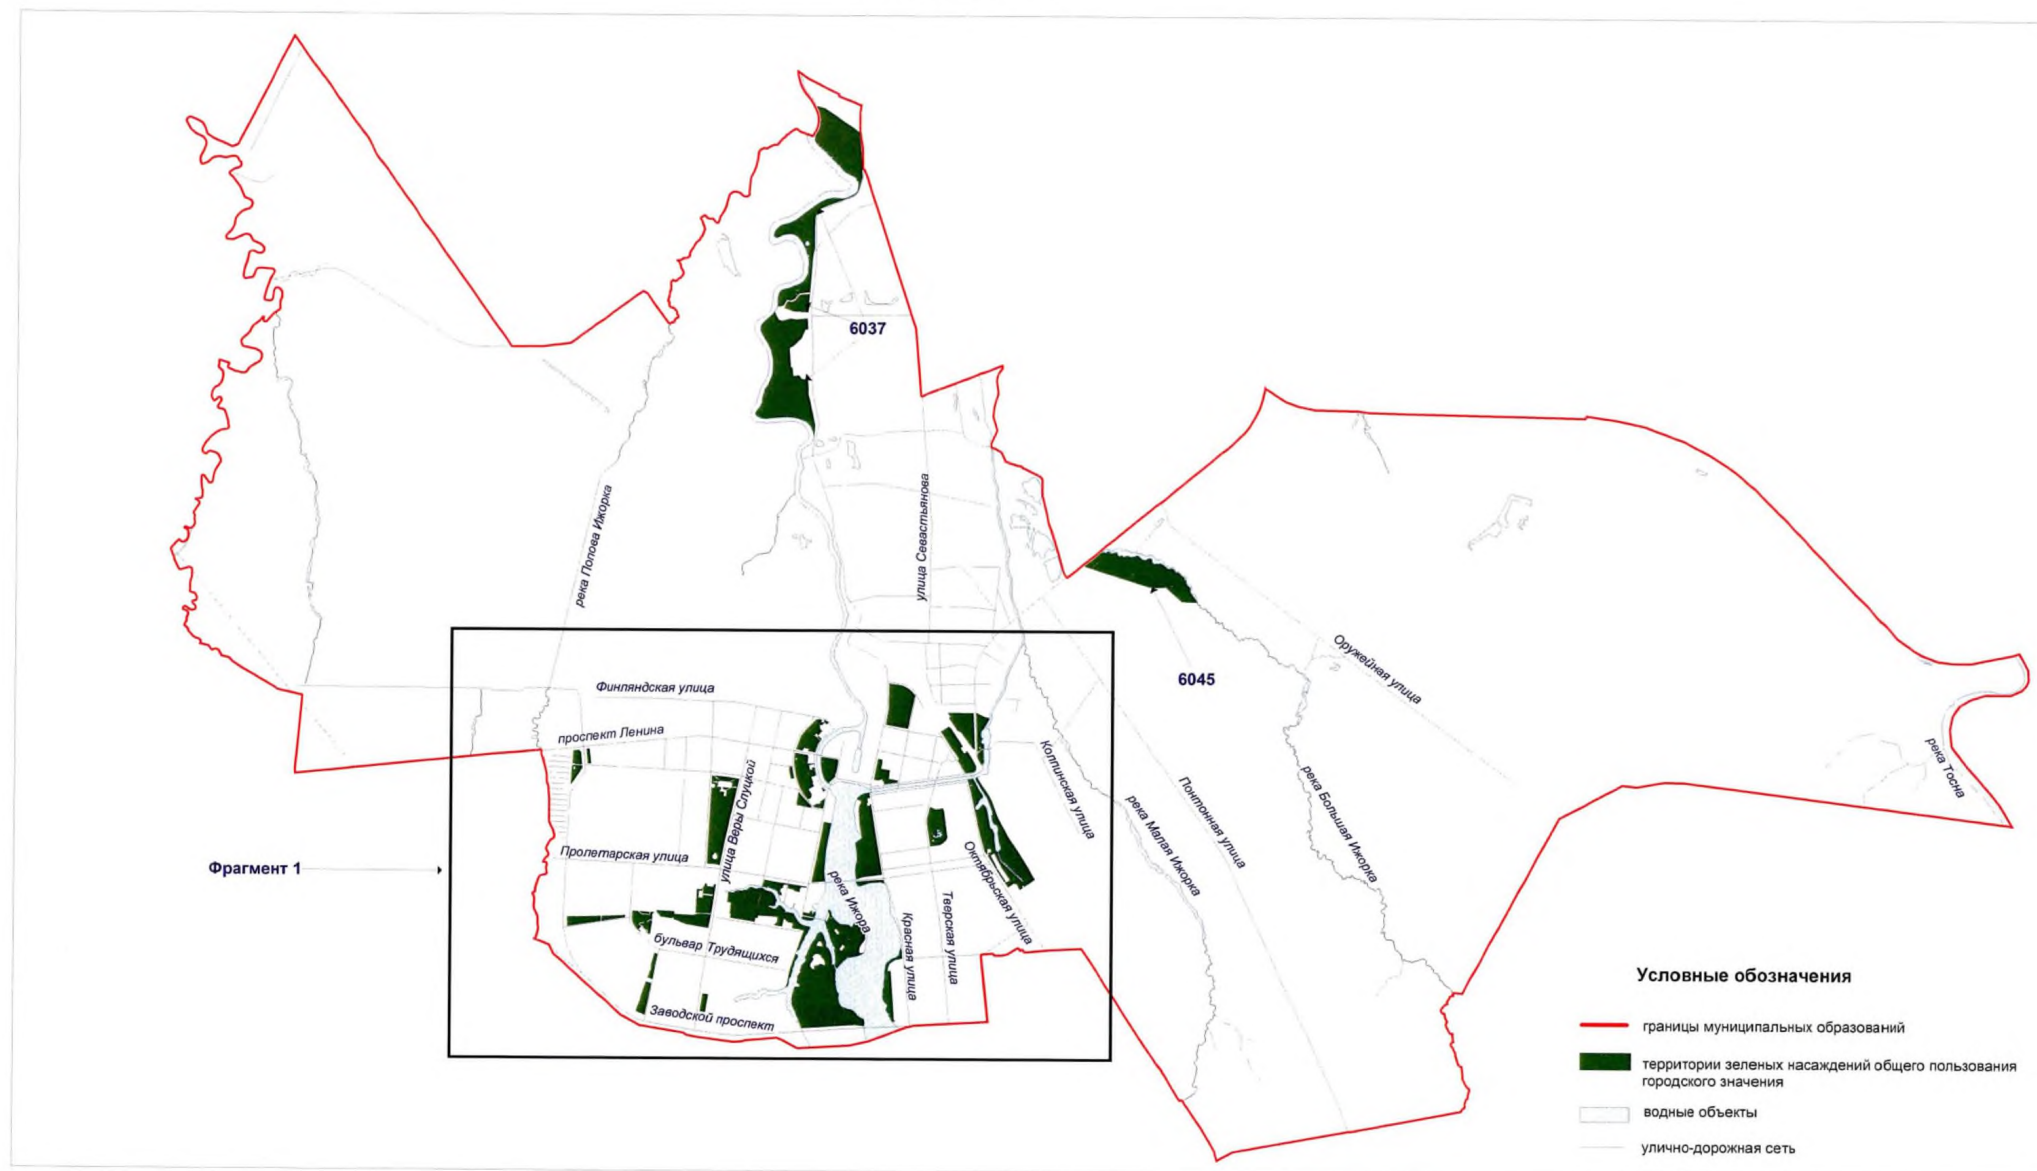 6037
улица Севастьянова
река Попова Ижорка
6045
Оружейная улица
Финляндская улица
проспект Ленина
улица Веры Слуцкой
Колпинская улица
Понтонная улица
река Малая Ижорка
река Большая Ижорка
река Тосна
Фрагмент 1
Пролетарская улица
река Ижора
Октябрьская улица
Тверская улица
Красная улица
бульвар Трудящихся
Заводской проспект
Условные обозначения
границы муниципальных образований
территории зеленых насаждений общего пользования
городского значения
водные объекты
улично-дорожная сеть